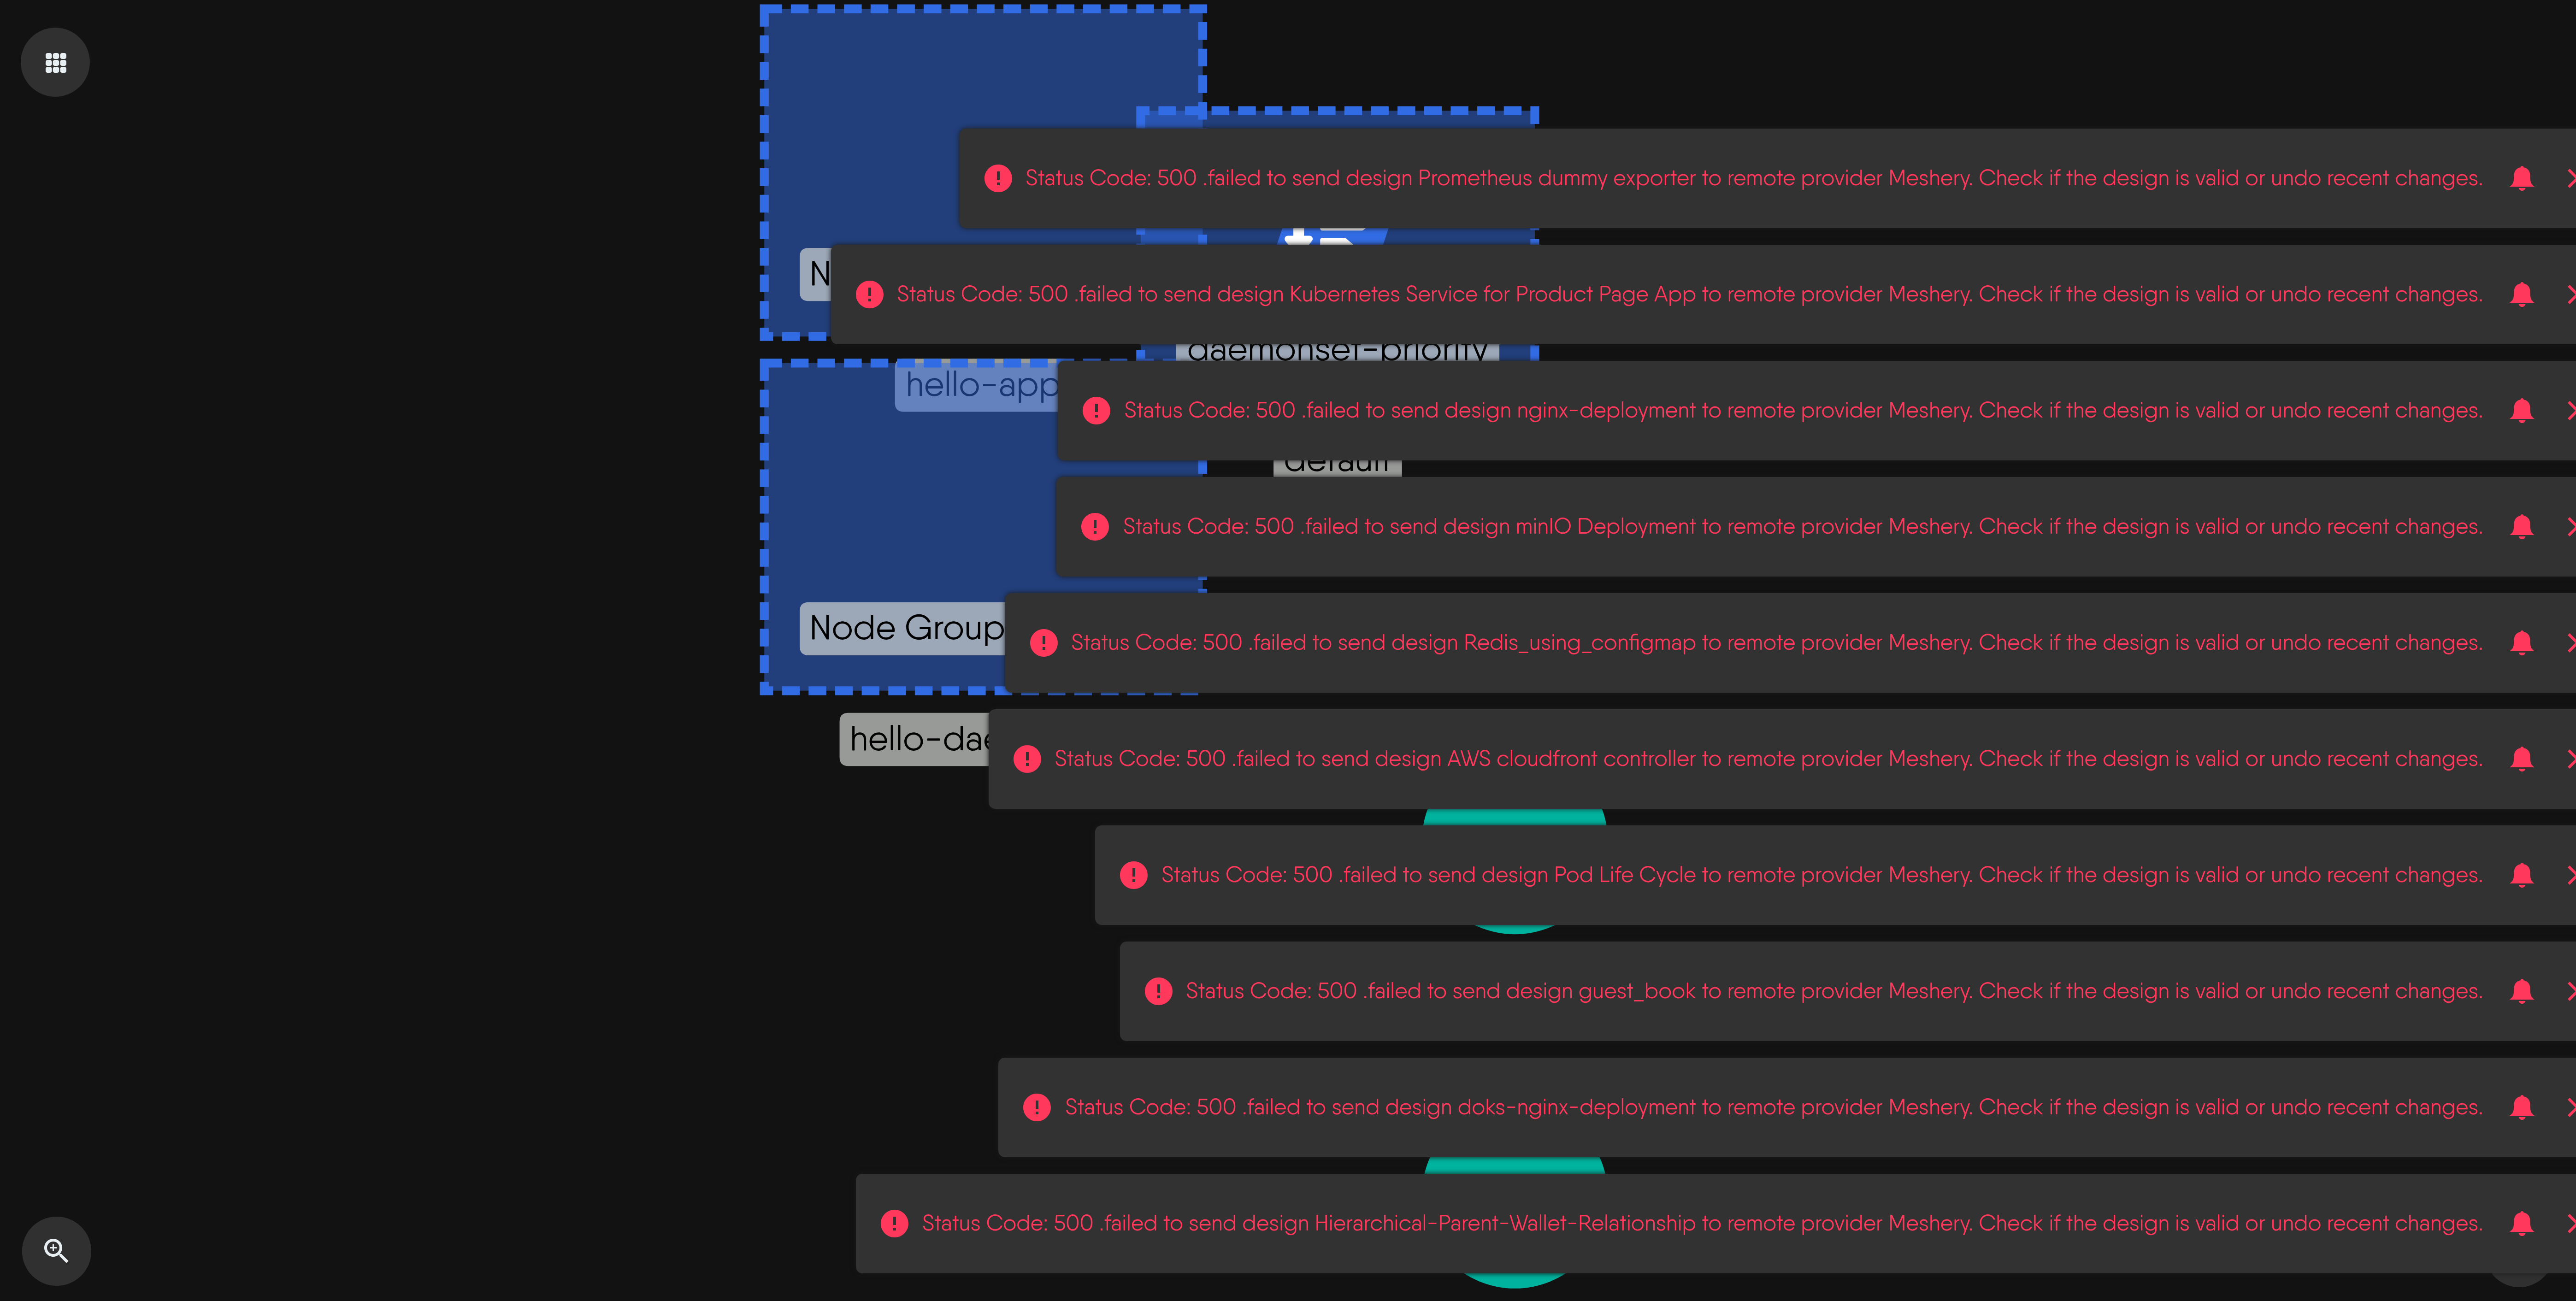 Status Code: 500 .failed to send design Prometheus dummy exporter to remote provider Meshery. Check if the design is valid or undo recent changes.
N
Status Code: 500 .failed to send design Kubernetes Service for Product Page App to remote provider Meshery. Check if the design is valid or undo recent changes.
daemonset-priority
hello-app
Status Code: 500 .failed to send design nginx-deployment to remote provider Meshery. Check if the design is valid or undo recent changes.
default
Status Code: 500 .failed to send design minIO Deployment to remote provider Meshery. Check if the design is valid or undo recent changes.
Node Group
Status Code: 500 .failed to send design Redis_using_configmap to remote provider Meshery. Check if the design is valid or undo recent changes.
hello-dae
Status Code: 500 .failed to send design AWS cloudfront controller to remote provider Meshery. Check if the design is valid or undo recent changes.
Status Code: 500 .failed to send design Pod Life Cycle to remote provider Meshery. Check if the design is valid or undo recent changes.
Status Code: 500 .failed to send design guest_book to remote provider Meshery. Check if the design is valid or undo recent changes.
Status Code: 500 .failed to send design doks-nginx-deployment to remote provider Meshery. Check if the design is valid or undo recent changes.
Status Code: 500 .failed to send design Hierarchical-Parent-Wallet-Relationship to remote provider Meshery. Check if the design is valid or undo recent changes.